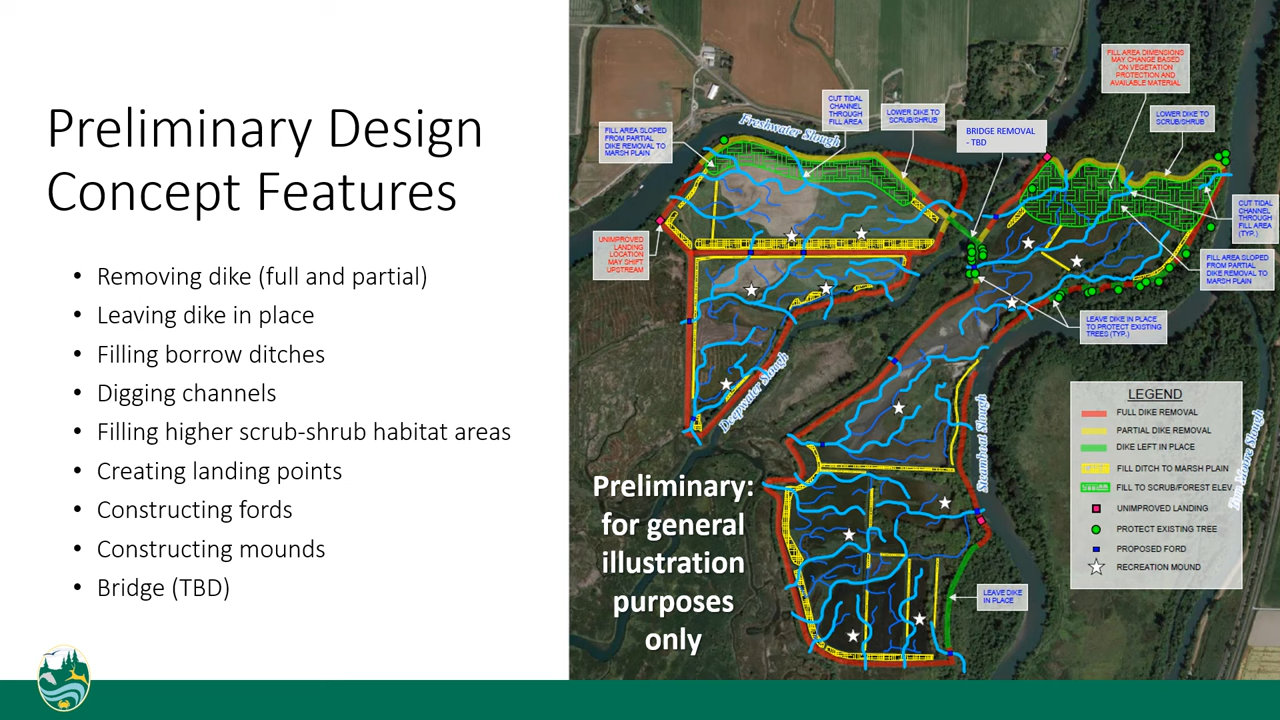 Preliminary Design
Concept Features
• Removing dike (full and partial)
• Leaving dike in place
• Filling borrow ditches
• Digging channels
• Filling higher scrub-shrub habitat areas
• Creating landing points
• Constructing fords
• Constructing mounds
• Bridge (TBD)
FILL AREA DIMENSIONS
MAY CHANGE BASED
ON VEGETATION
PROTECTION AND
AVAILABLE MATERIAL
CUT TIDAL
CHANNEL
THROUGH
FILL AREA
LOWER DIKE TO
SCRUB/SHRUB
LOWER DIKE TO
SCRUB/SHRUB
FILL AREA SLOPED
FROM PARTIAL
DIKE REMOVAL TO
MARSH PLAIN
Freshwater Slough
BRIDGE REMOVAL
- TBD
CUT TIDAL
CHANNEL
THROUGH
FILL AREA
(TYP.)
UNIMPROVED
LANDING
LOCATION
MAY SHIFT
UPSTREAM
FILL AREA SLOPED
FROM PARTIAL
DIKE REMOVAL TO
MARSH PLAIN
LEAVE DIKE IN PLACE
TO PROTECT EXISTING
TREES (TYP.)
Deepwater Slough
Steamboat Slough
LEGEND
FULL DIKE REMOVAL
PARTIAL DIKE REMOVAL
DIKE LEFT IN PLACE
FILL DITCH TO MARSH PLAIN
FILL TO SCRUB/FOREST ELEV.
UNIMPROVED LANDING
PROTECT EXISTING TREE
PROPOSED FORD
RECREATION MOUND
Slough
Preliminary:
for general
illustration
purposes
only
LEAVE DIKE
IN PLACE